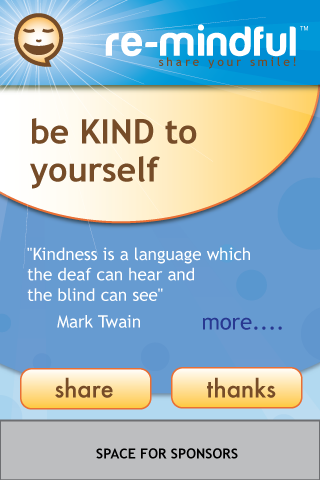 re-mindful™
share your smile!
be KIND to
yourself
"Kindness is a language which
the deaf can hear and
the blind can see"
Mark Twain
more....
share
thanks
SPACE FOR SPONSORS